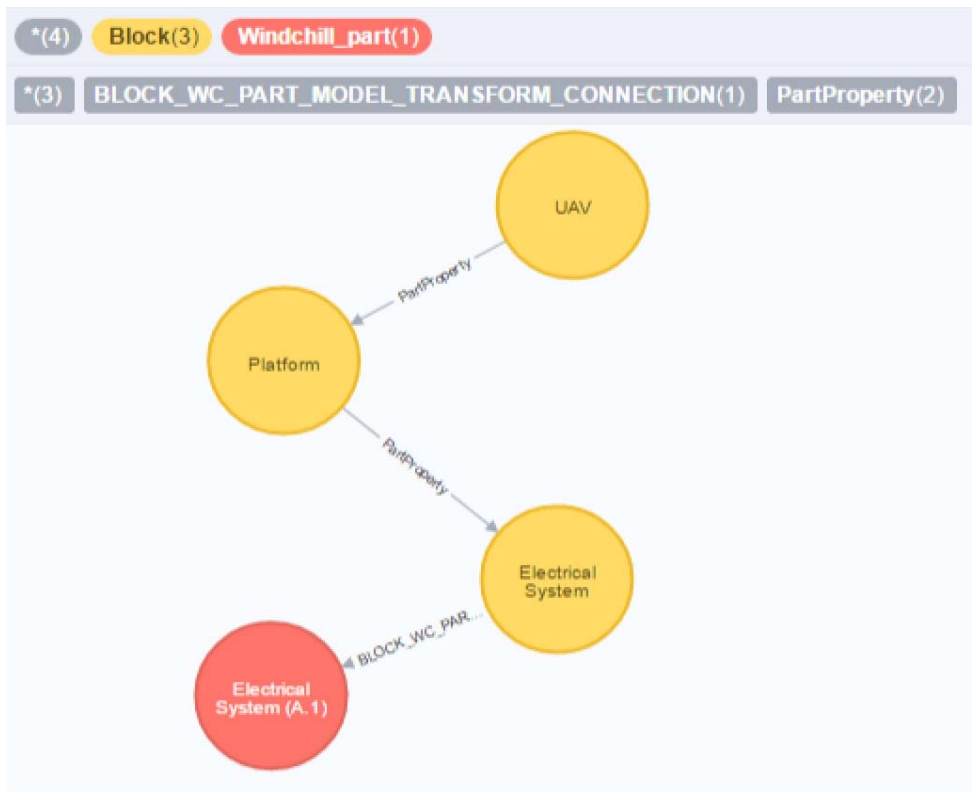 *(4) Block(3) Windchill_part(1)
*(3) BLOCK_WC_PART_MODEL_TRANSFORM_CONNECTION(1) PartProperty(2)
UAV
PartProperty
Platform
PartProperty
Electrical
System
BLOCK_WC_PAR...
Electrical
System (A.1)